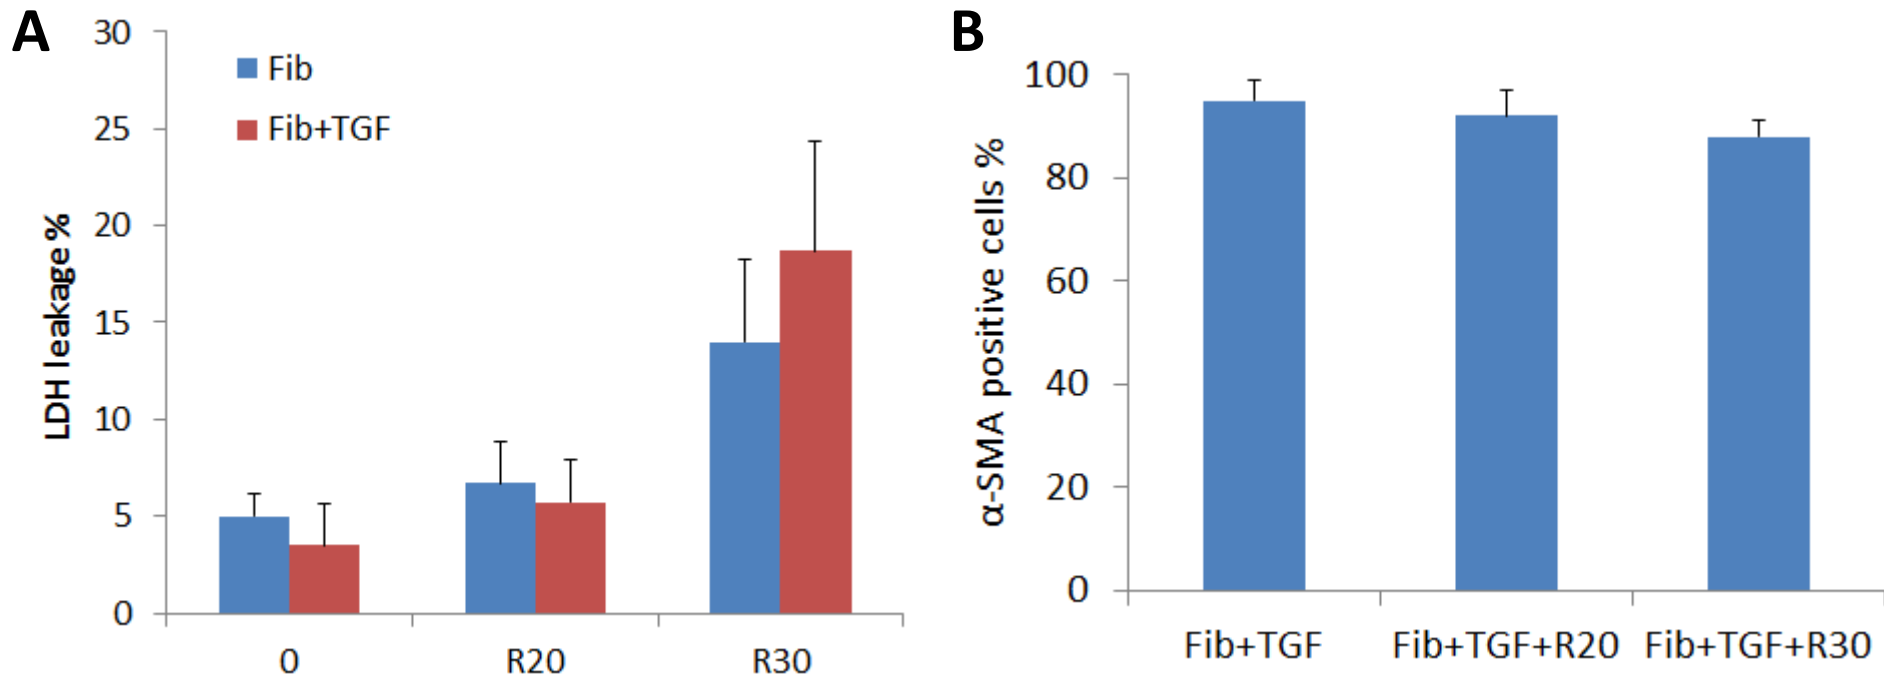 A
30
25
20
15
10
5
0
LDH leakage %
Fib
Fib+TGF
0
R20
R30
B
100
80
60
40
20
0
α-SMA positive cells %
Fib+TGF
Fib+TGF+R20
Fib+TGF+R30